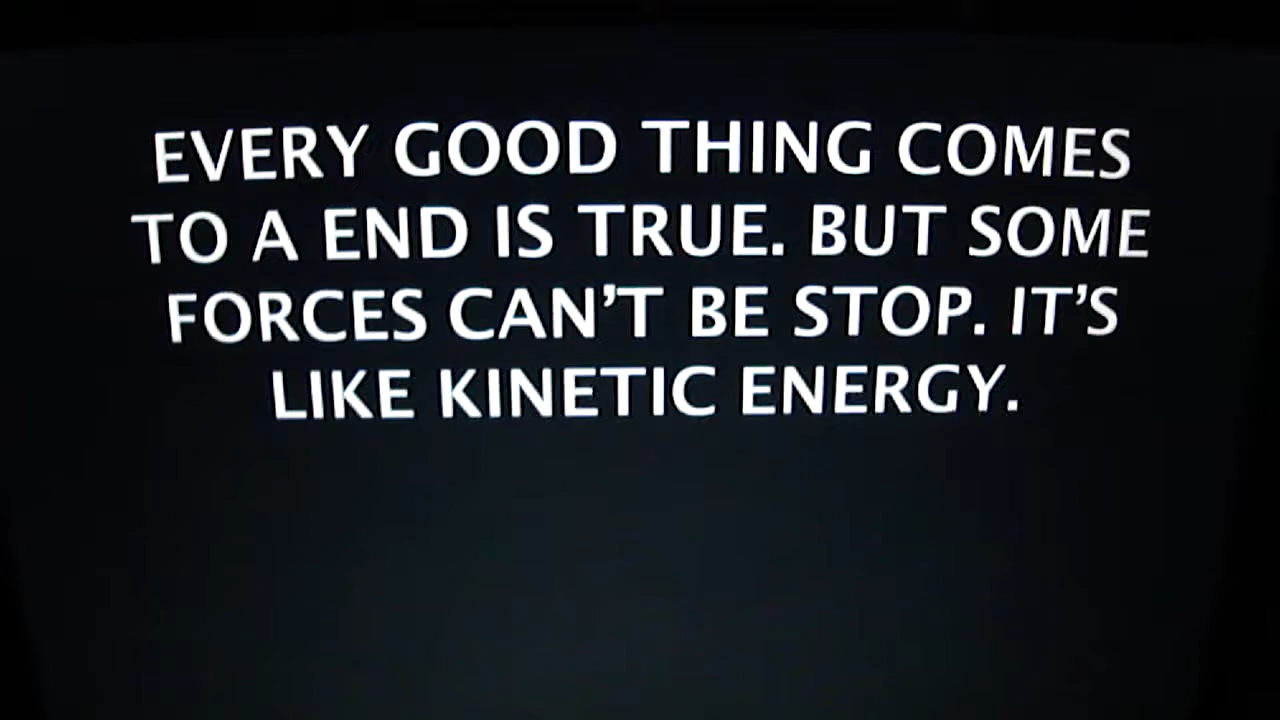 EVERY GOOD THING COMES
TO A END IS TRUE. BUT SOME
FORCES CAN'T BE STOP. IT'S
LIKE KINETIC ENERGY.